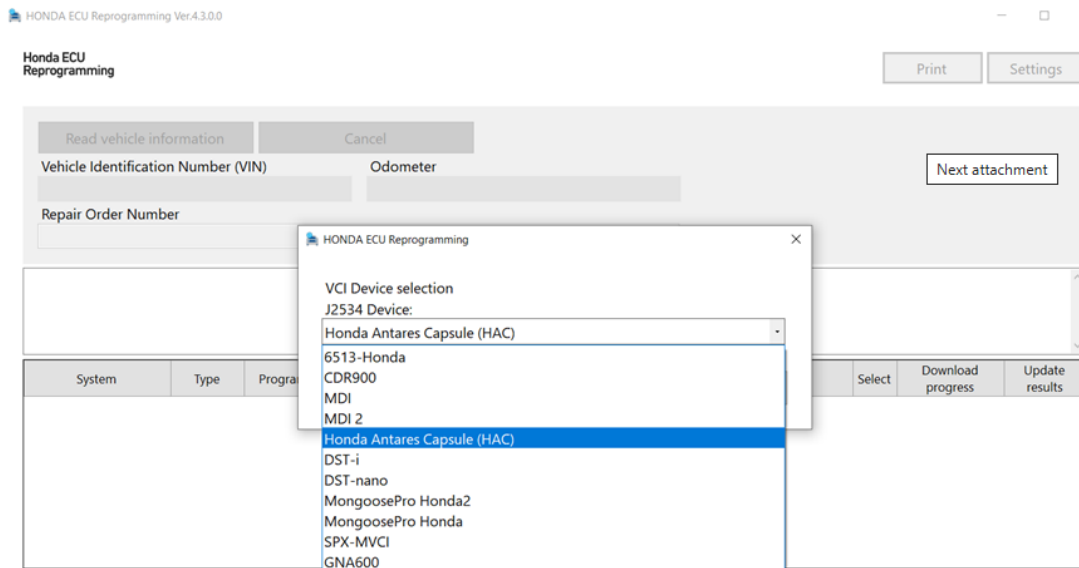 HONDA ECU Reprogramming Ver.4.3.0.0
Honda ECU
Reprogramming
Print
Settings
Read vehicle information
Cancel
Vehicle Identification Number (VIN)
Odometer
Next attachment
Repair Order Number
HONDA ECU Reprogramming
VCI Device selection
J2534 Device:
Honda Antares Capsule (HAC)
6513-Honda
CDR900
MDI
MDI 2
Honda Antares Capsule (HAC)
DST-i
DST-nano
MongoosePro Honda2
MongoosePro Honda
SPX-MVCI
GNA600
System
Type
Progra
Select
Download
progress
Update
results